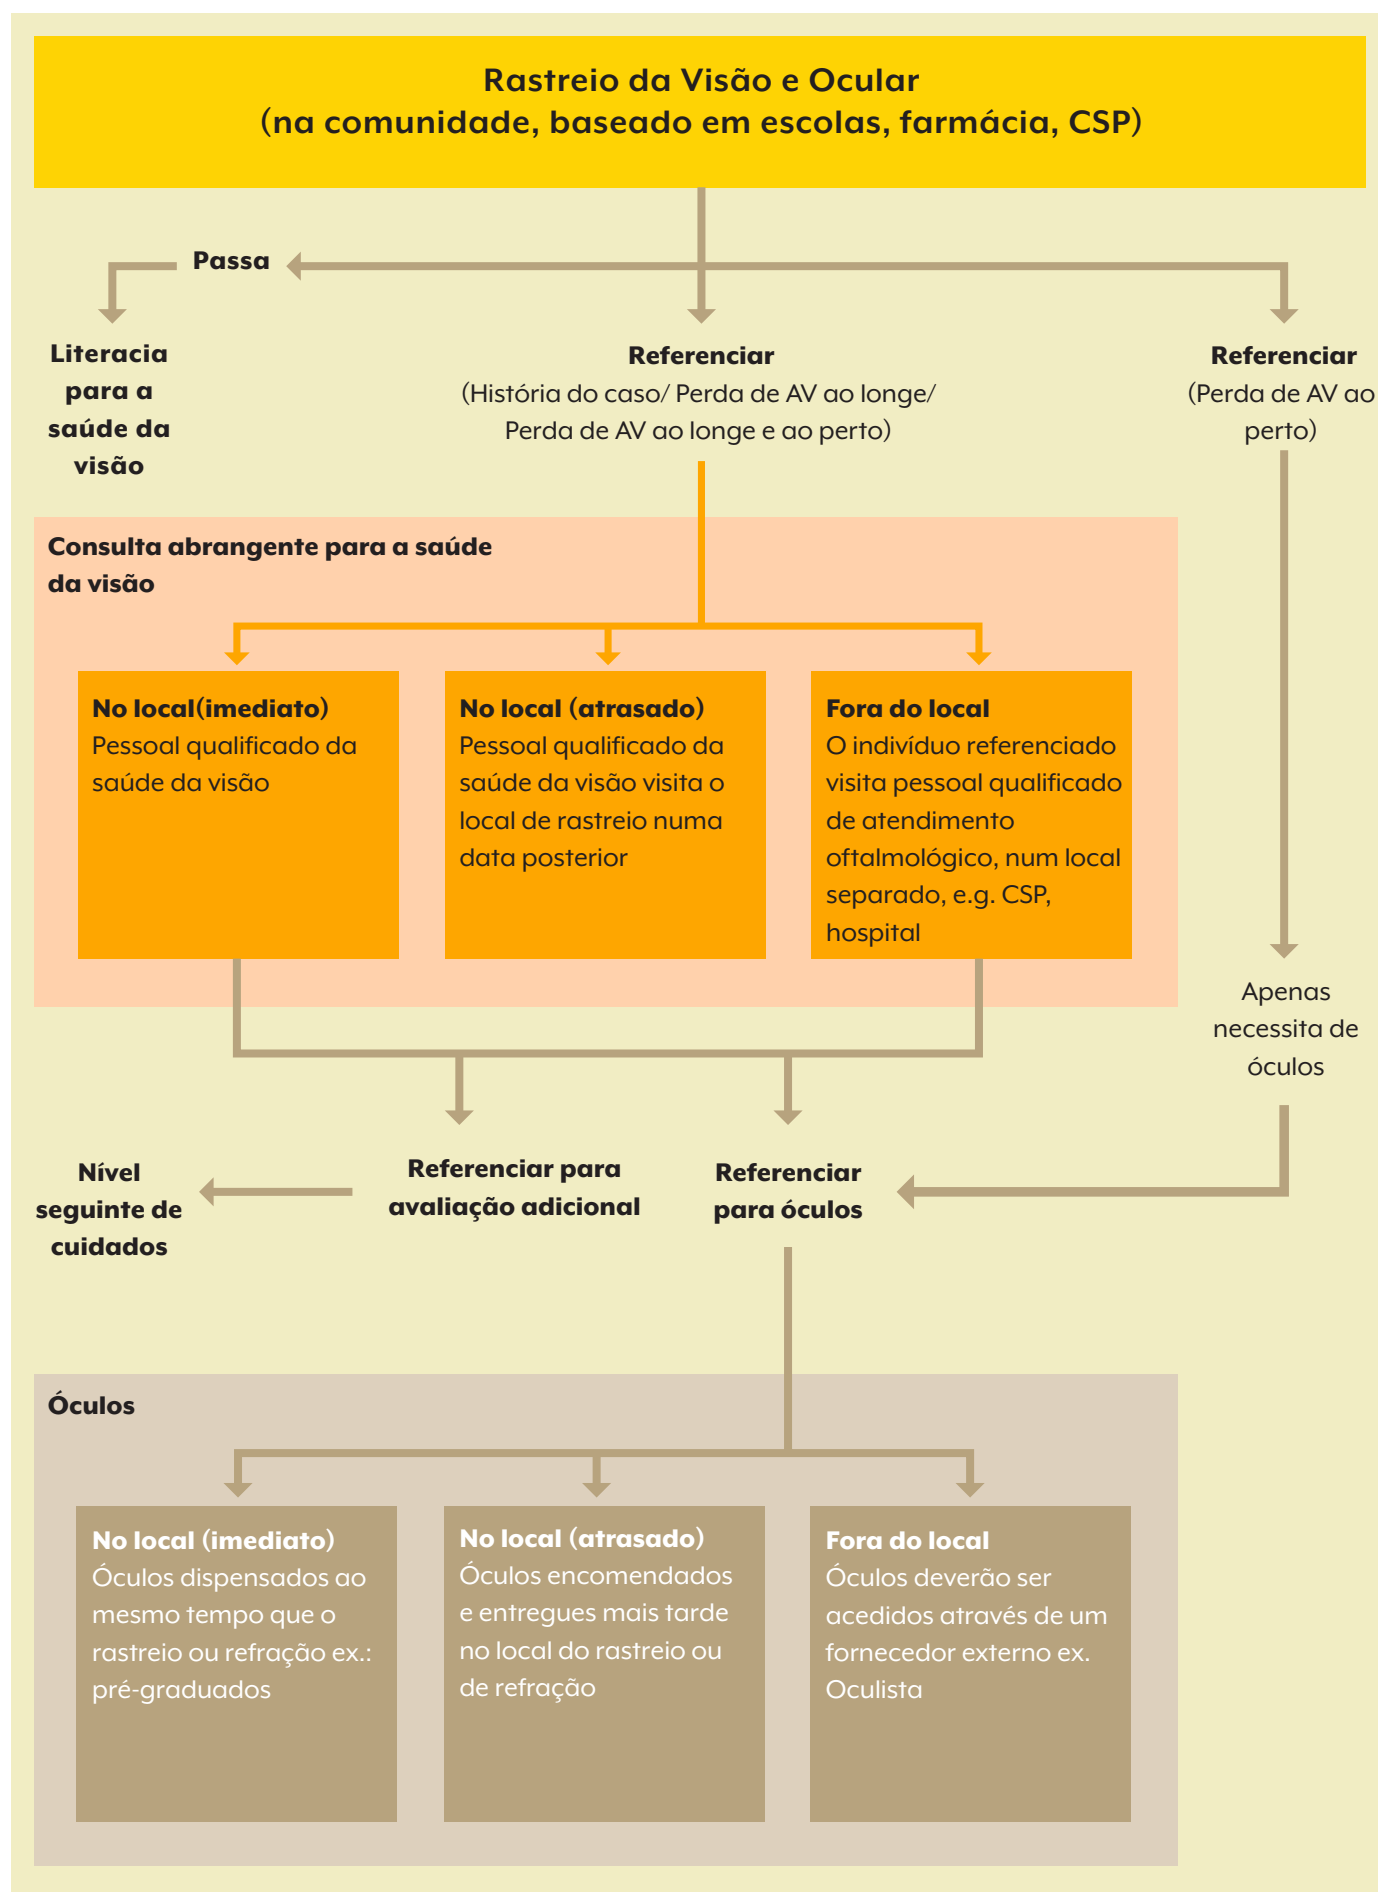 Rastreio da Visão e Ocular
(na comunidade, baseado em escolas, farmácia, CSP)
Passa
Literacia
para a
saúde da
visão
Referenciar
(História do caso/ Perda de AV ao longe/
Perda de AV ao longe e ao perto)
Referenciar
(Perda de AV ao
perto)
Consulta abrangente para a saúde
da visão
No local(imediato)
Pessoal qualificado da
saúde da visão
No local (atrasado)
Pessoal qualificado da
saúde da visão visita o
local de rastreio numa
data posterior
Fora do local
O indivíduo referenciado
visita pessoal qualificado
de atendimento
oftalmológico, num local
separado, e.g. CSP,
hospital
Apenas
necessita de
óculos
Nível
seguinte de
cuidados
Referenciar para
avaliação adicional
Referenciar
para óculos
Óculos
No local (imediato)
Óculos dispensados ao
mesmo tempo que o
rastreio ou refração ex.:
pré-graduados
No local (atrasado)
Óculos encomendados
e entregues mais tarde
no local do rastreio ou
de refração
Fora do local
Óculos deverão ser
acedidos através de um
fornecedor externo ex.
Oculista